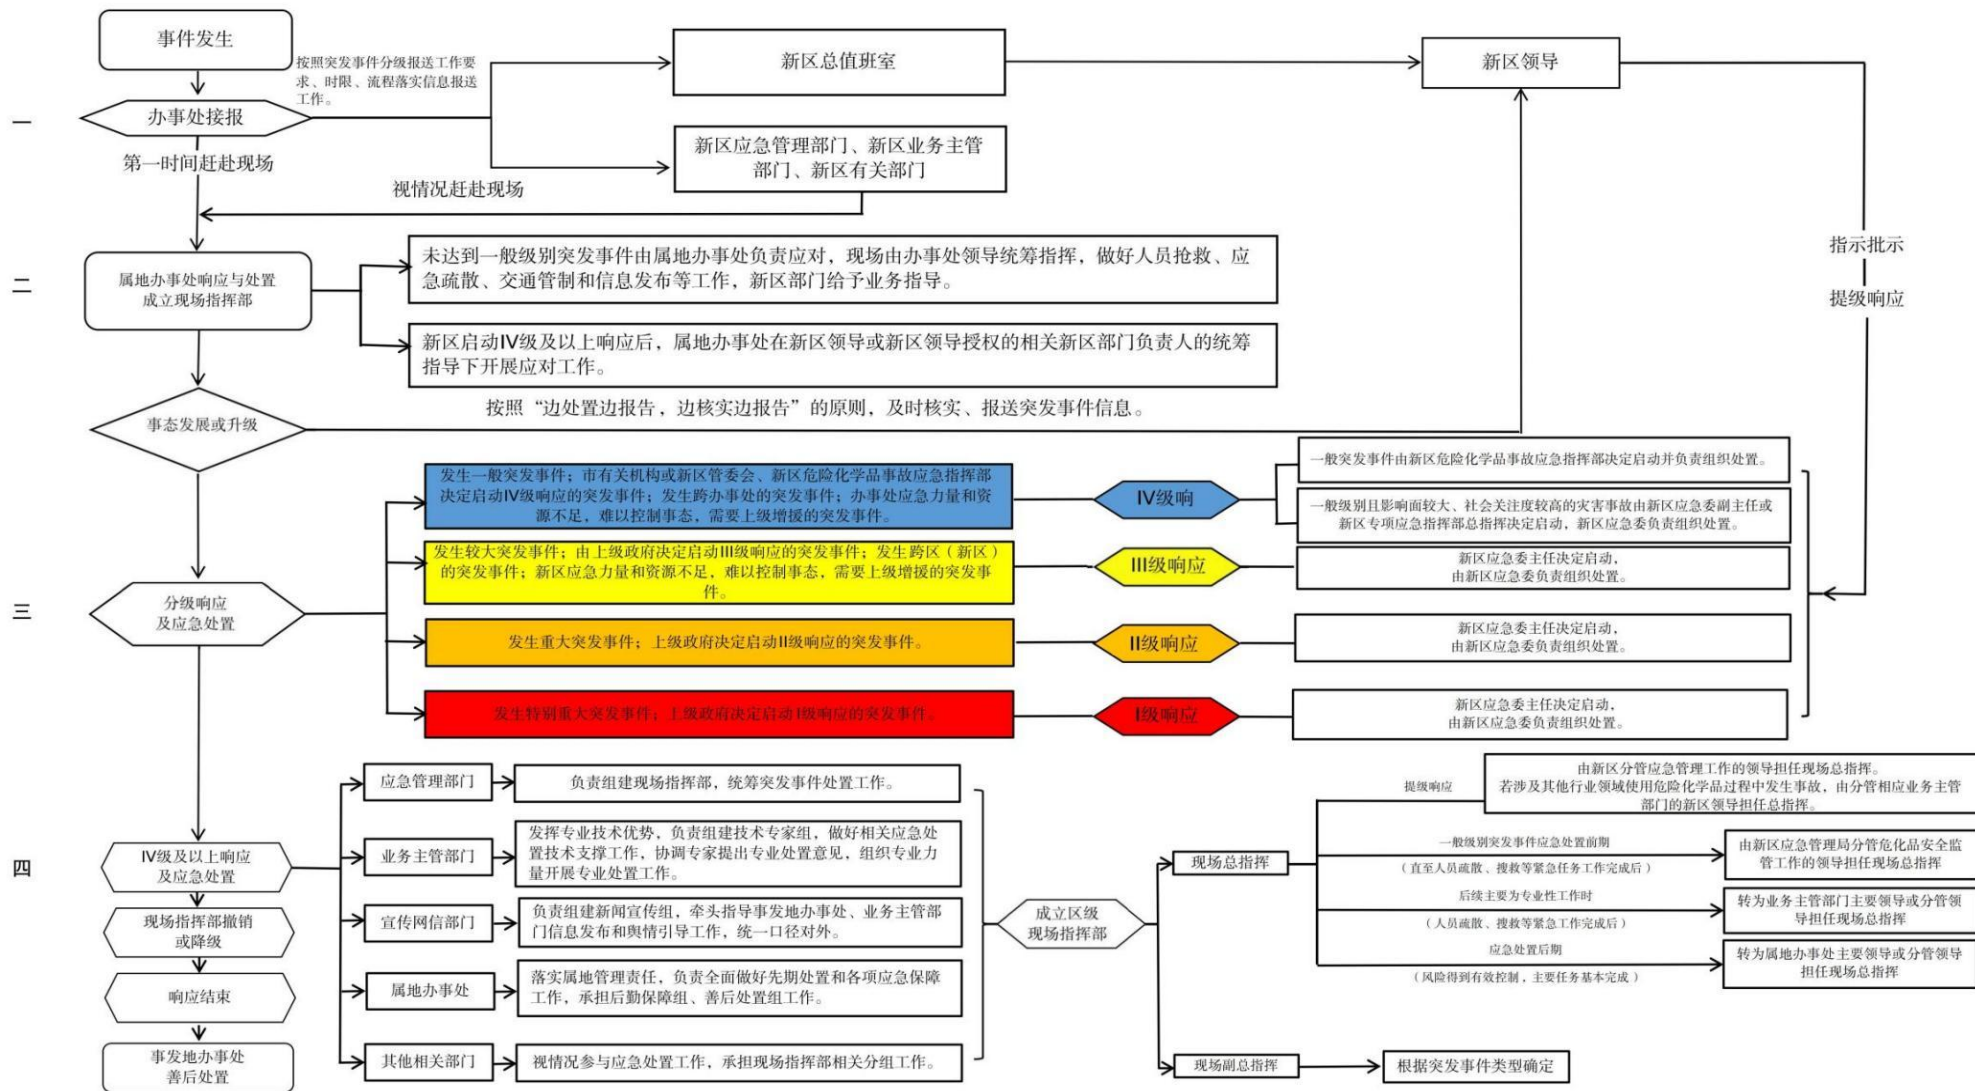 事件发生
按照突发事件分级报送工作要
求、时限、流程落实信息报送
工作。
新区总值班室
新区领导
一
办事处接报
新区应急管理部门、新区业务主管
部门、新区有关部门
第一时间赶赴现场
视情况赶赴现场
指示批示
提级响应
二
属地办事处响应与处置
成立现场指挥部
未达到一般级别突发事件由属地办事处负责应对，现场由办事处领导统筹指挥，做好人员抢救、应
急疏散、交通管制和信息发布等工作，新区部门给予业务指导。
新区启动IV级及以上响应后，属地办事处在新区领导或新区领导授权的相关新区部门负责人的统筹
指导下开展应对工作。
事态发展或升级
按照“边处置边报告，边核实边报告”的原则，及时核实、报送突发事件信息。
三
分级响应
及应急处置
发生一般突发事件；市有关机构或新区管委会、新区危险化学品事故应急指挥部
决定启动IV级响应的突发事件；发生跨办事处的突发事件；办事处应急力量和资
源不足，难以控制事态，需要上级增援的突发事件。
IV级响
一般突发事件由新区危险化学品事故应急指挥部决定启动并负责组织处置。
一般级别且影响面较大、社会关注度较高的灾害事故由新区应急委副主任或
新区专项应急指挥部总指挥决定启动，新区应急委负责组织处置。
发生较大突发事件；由上级政府决定启动III级响应的突发事件；发生跨区（新区）
的突发事件；新区应急力量和资源不足，难以控制事态，需要上级增援的突发事
件。
III级响应
新区应急委主任决定启动，
由新区应急委负责组织处置。
发生重大突发事件；上级政府决定启动II级响应的突发事件。
II级响应
新区应急委主任决定启动，
由新区应急委负责组织处置。
发生特别重大突发事件；上级政府决定启动I级响应的突发事件。
I级响应
新区应急委主任决定启动，
由新区应急委负责组织处置。
四
IV级及以上响应
及应急处置
现场指挥部撤销
或降级
响应结束
事发地办事处
善后处置
应急管理部门
负责组建现场指挥部，统筹突发事件处置工作。
业务主管部门
发挥专业技术优势，负责组建技术专家组，做好相关应急处
置技术支撑工作，协调专家提出专业处置意见，组织专业力
量开展专业处置工作。
宣传网信部门
负责组建新闻宣传组，牵头指导事发地办事处、业务主管部
门信息发布和舆情引导工作，统一口径对外。
属地办事处
落实属地管理责任，负责全面做好先期处置和各项应急保障
工作，承担后勤保障组、善后处置组工作。
其他相关部门
视情况参与应急处置工作，承担现场指挥部相关分组工作。
成立区级
现场指挥部
现场总指挥
提级响应
由新区分管应急管理工作的领导担任现场总指挥。
若涉及其他行业领域使用危险化学品过程中发生事故，由分管相应业务主管
部门的新区领导担任总指挥。
一般级别突发事件应急处置前期
（直至人员疏散、搜救等紧急任务工作完成后）
由新区应急管理局分管危化品安全监
管工作的领导担任现场总指挥
后续主要为专业性工作时
（人员疏散、搜救等紧急工作完成后）
转为业务主管部门主要领导或分管领
导担任现场总指挥
应急处置后期
（风险得到有效控制，主要任务基本完成）
转为属地办事处主要领导或分管领导
担任现场总指挥
现场副总指挥
根据突发事件类型确定